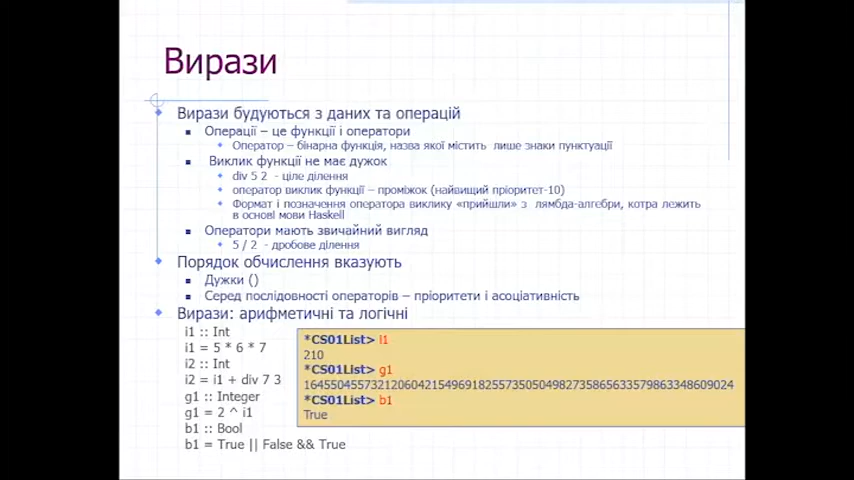 Вирази
Вирази будуються з даних та операцій
Операції – це функції і оператори
Оператор – бінарна функція, назва якої містить лише знаки пунктуації
Виклик функції не має дужок
div 5 2 - ціле ділення
оператор виклик функції – проміжок (найвищий пріоритет-10)
Формат і позначення оператора виклику «прийшли» з лямбда-алгебри, котра лежить
в основі мови Haskell
Оператори мають звичайний вигляд
5 / 2 - дробове ділення
Порядок обчислення вказують
Дужки ()
Серед послідовності операторів – пріоритети і асоціативність
Вирази: арифметичні та логічні
i1 :: Int
i1 = 5 * 6 * 7
i2 :: Int
i2 = i1 + div 7 3
g1 :: Integer
g1 = 2 ^ i1
b1 :: Bool
b1 = True || False && True
*CS01List> i1
210
*CS01List> g1
1645504557321206042154969182557350504982735865633579863348609024
*CS01List> b1
True